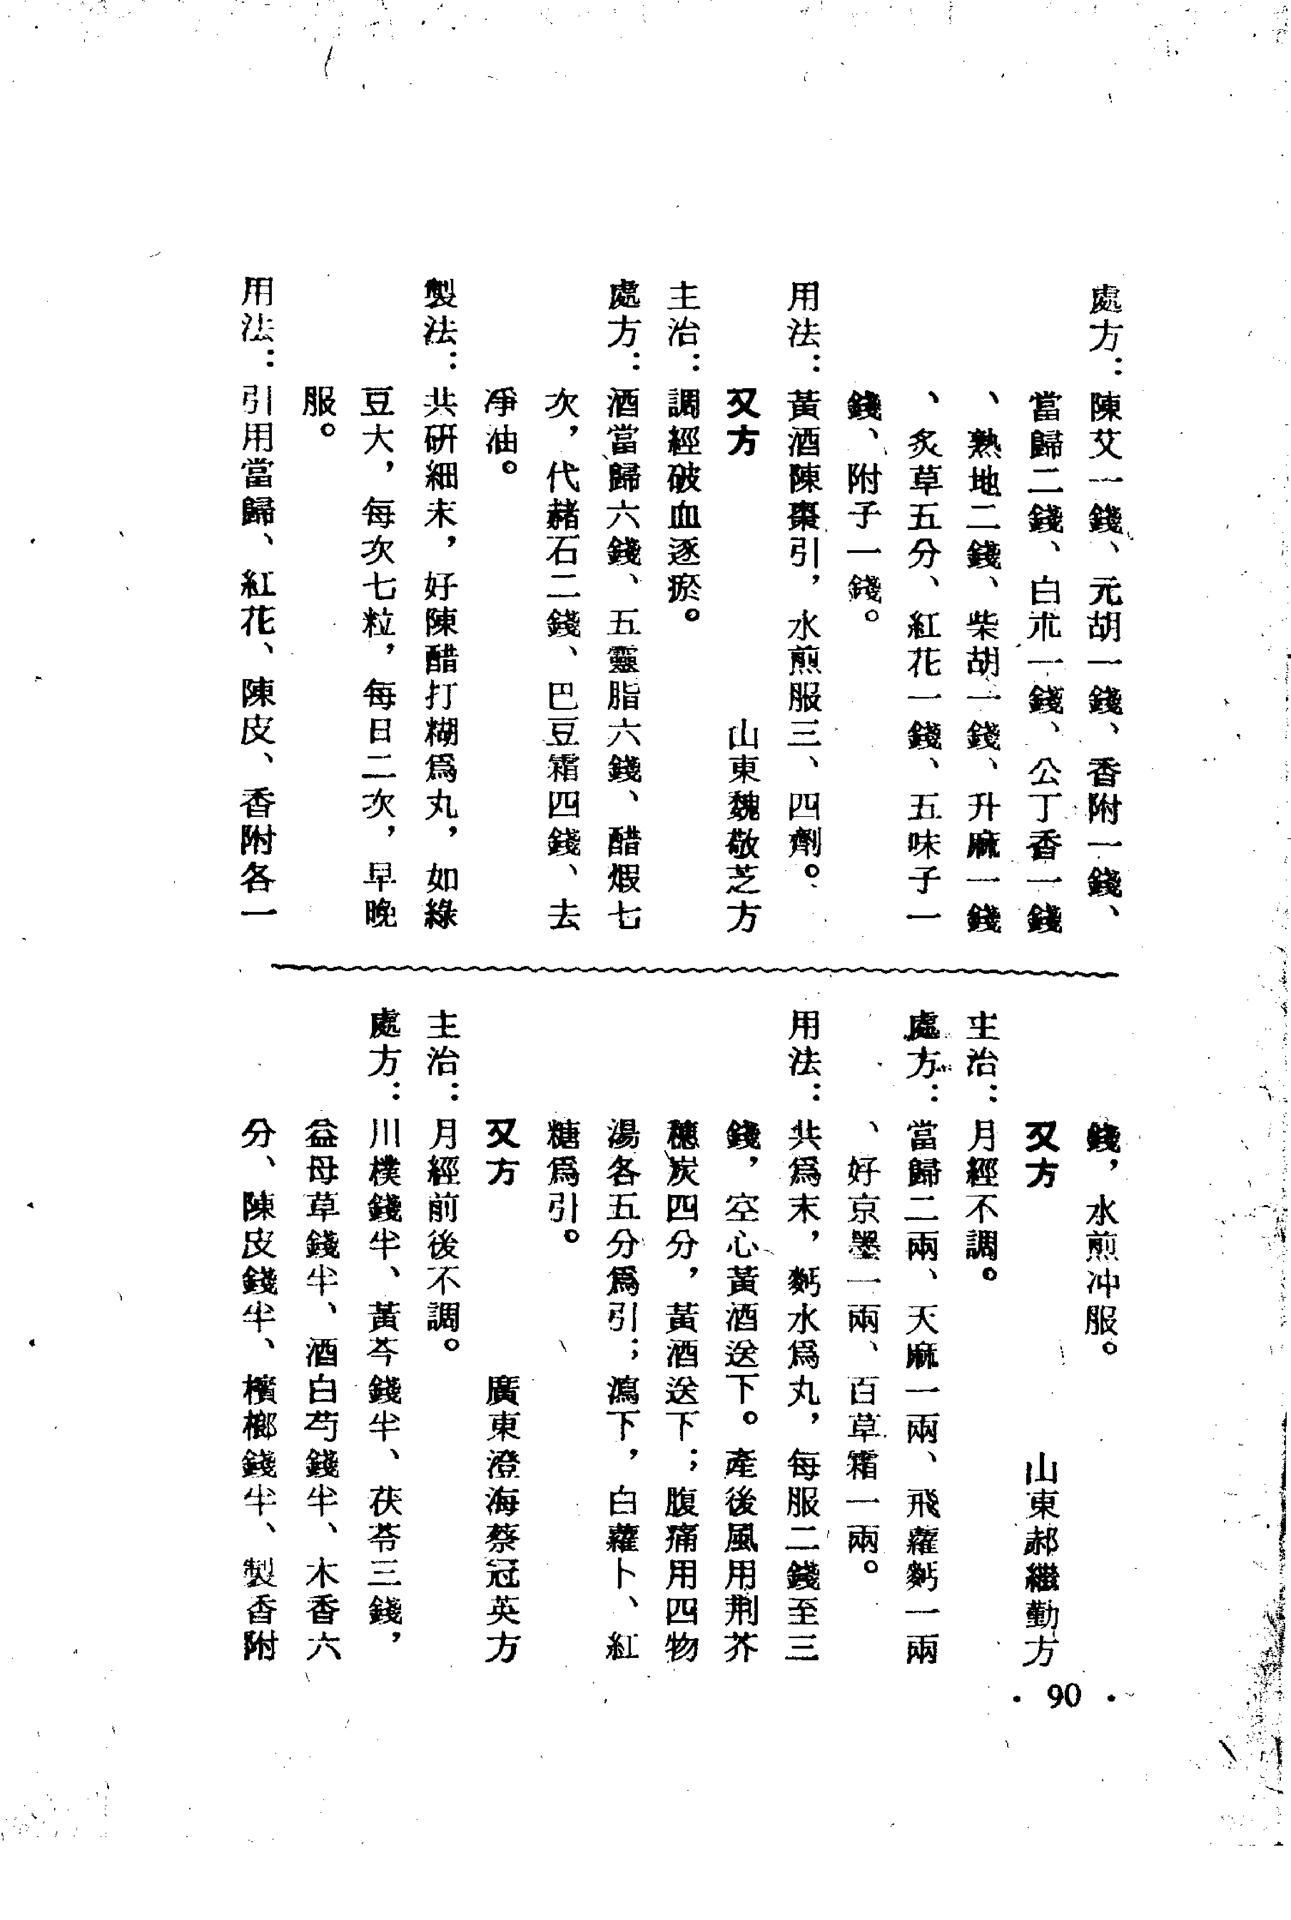 處方：陳艾一錢、元胡一錢、香附一錢、
當歸二錢、白朮一錢、公丁香一錢
、熟地二錢、柴胡一錢、升麻一錢
、炙草五分、紅花一錢、五味子一
錢、附子一錢。
用法：黃酒陳棗引，水煎服三、四劑。
又方 山東魏敬芝方
主治：調經破血逐瘀。
處方：酒當歸六錢、五靈脂六錢、醋煅七
次，代赭石二錢、巴豆霜四錢、去
凈油。
製法：共研細末，好陳醋打糊爲丸，如綠
豆大，每次七粒，每日二次，早晚
服。
用法：引用當歸、紅花、陳皮、香附各一
錢，水煎冲服。
又方 山東郝繼勤方
主治：月經不調。
處方：當歸二兩、天麻一兩、飛蘿麪一兩
、好京墨一兩、百草霜一兩。
用法：共爲末，麪水爲丸，每服二錢至三
錢，空心黃酒送下。產後風用荆芥
穗炭四分，黃酒送下；腹痛用四物
湯各五分爲引；瀉下，白蘿卜、紅
糖爲引。
又方 廣東澄海蔡冠英方
主治：月經前後不調。
處方：川樸錢半、黃芩錢半、茯苓三錢，
益母草錢半、酒白芍錢半、木香六
分、陳皮錢半、檳榔錢半、製香附
· 90 ·